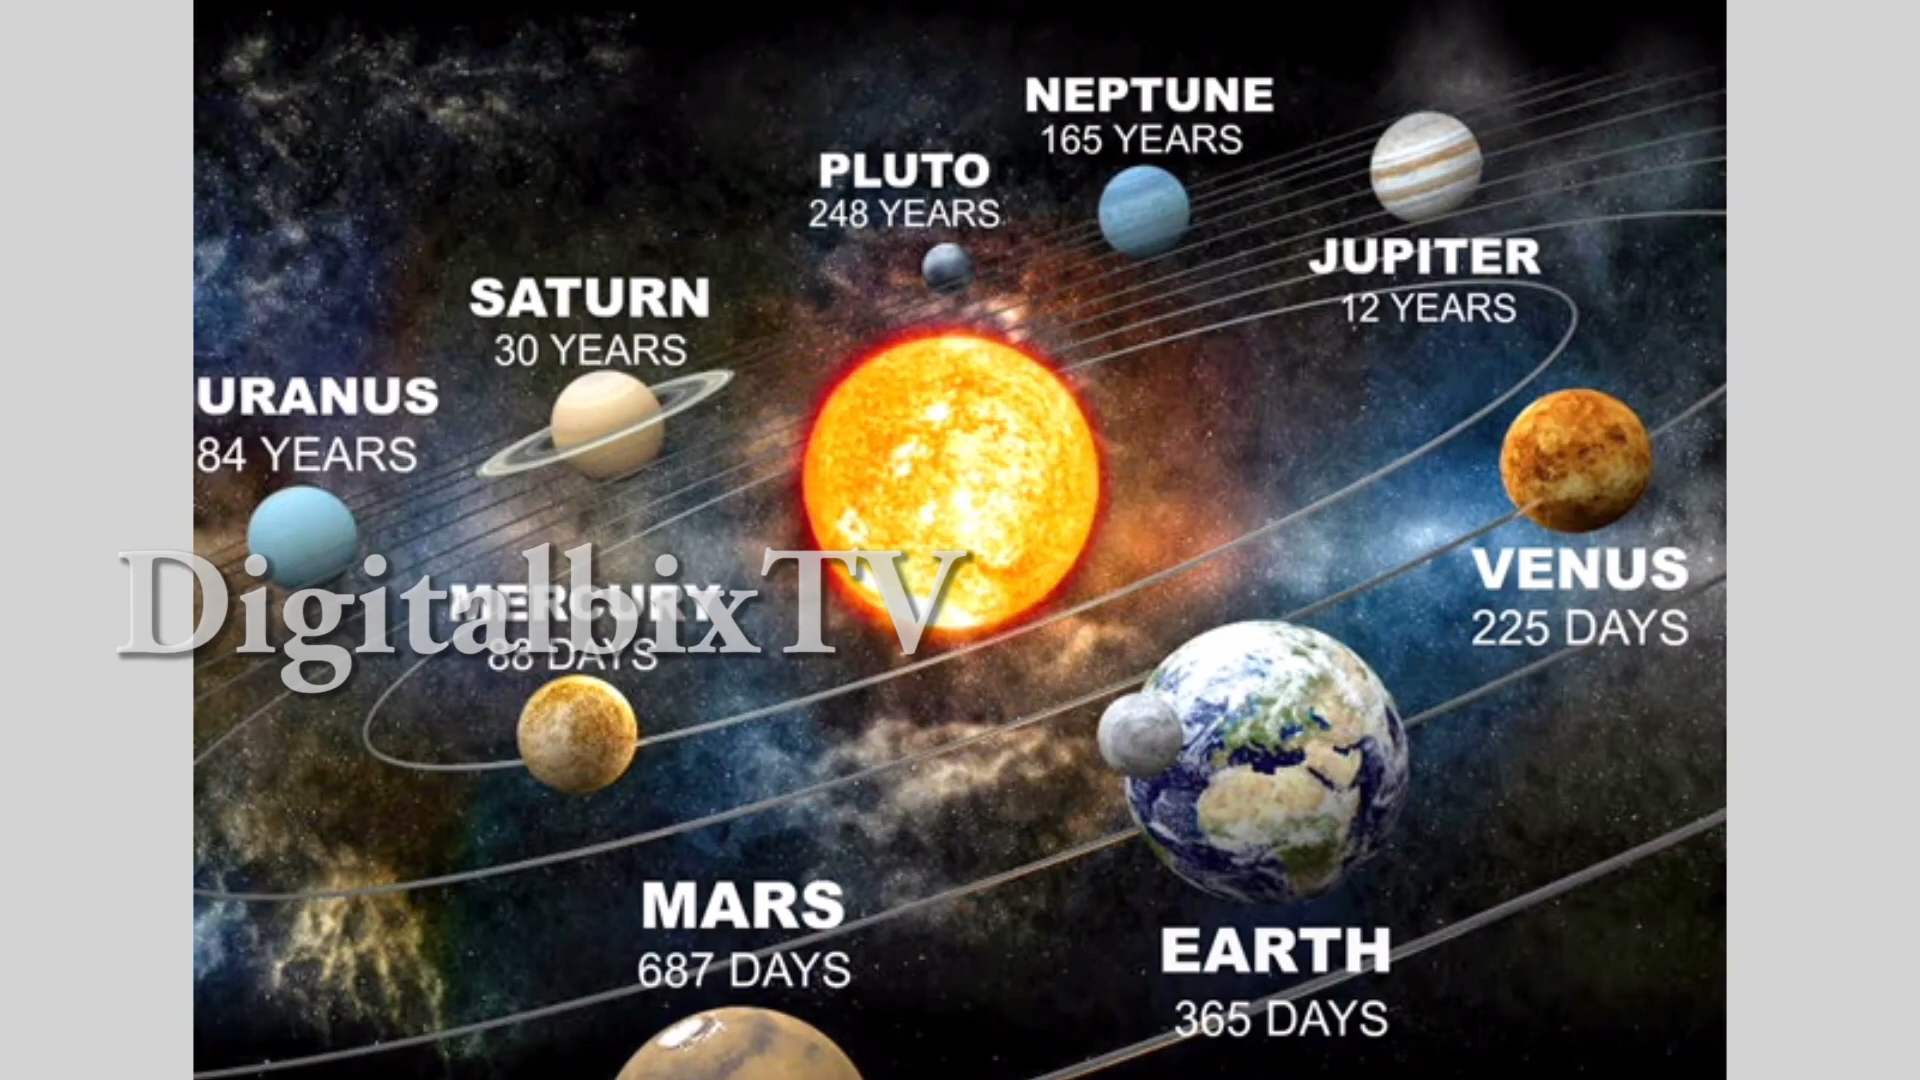 NEPTUNE
165 YEARS
PLUTO
248 YEARS
JUPITER
12 YEARS
SATURN
30 YEARS
URANUS
84 YEARS
VENUS
225 DAYS
DigitalbixTV
MERCURY
88 DAYS
MARS
687 DAYS
EARTH
365 DAYS